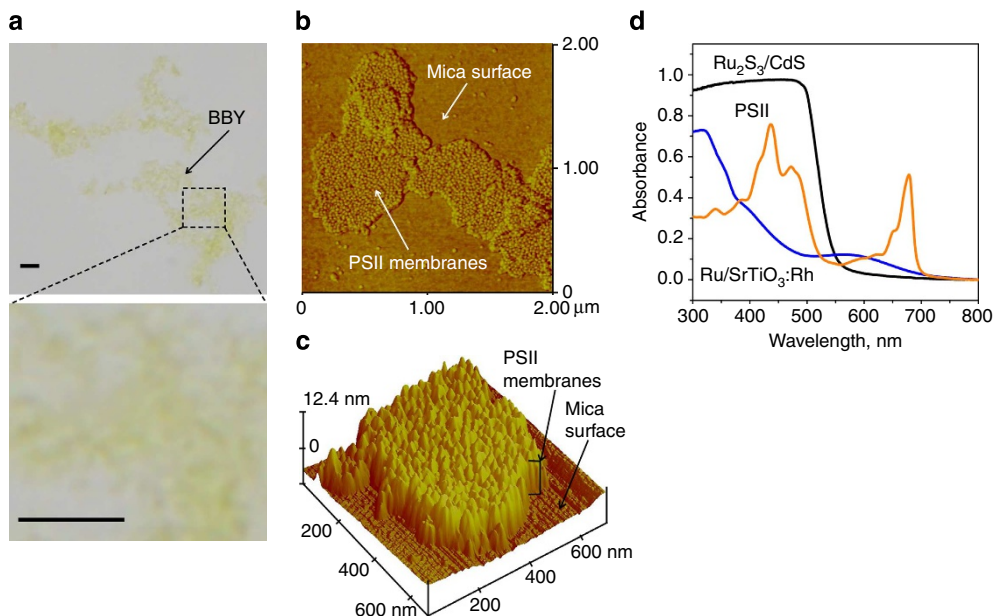 a
BBY
b
Mica surface
PSII membranes
2.00
1.00
0
0
1.00
2.00 μm
c
PSII
membranes
Mica
surface
12.4 nm
0
200
400
600 nm
200
400
600 nm
d
Ru₂S₃/CdS
PSII
Ru/SrTiO₃:Rh
Absorbance
1.0
0.8
0.6
0.4
0.2
0.0
300
400
500
600
700
800
Wavelength, nm